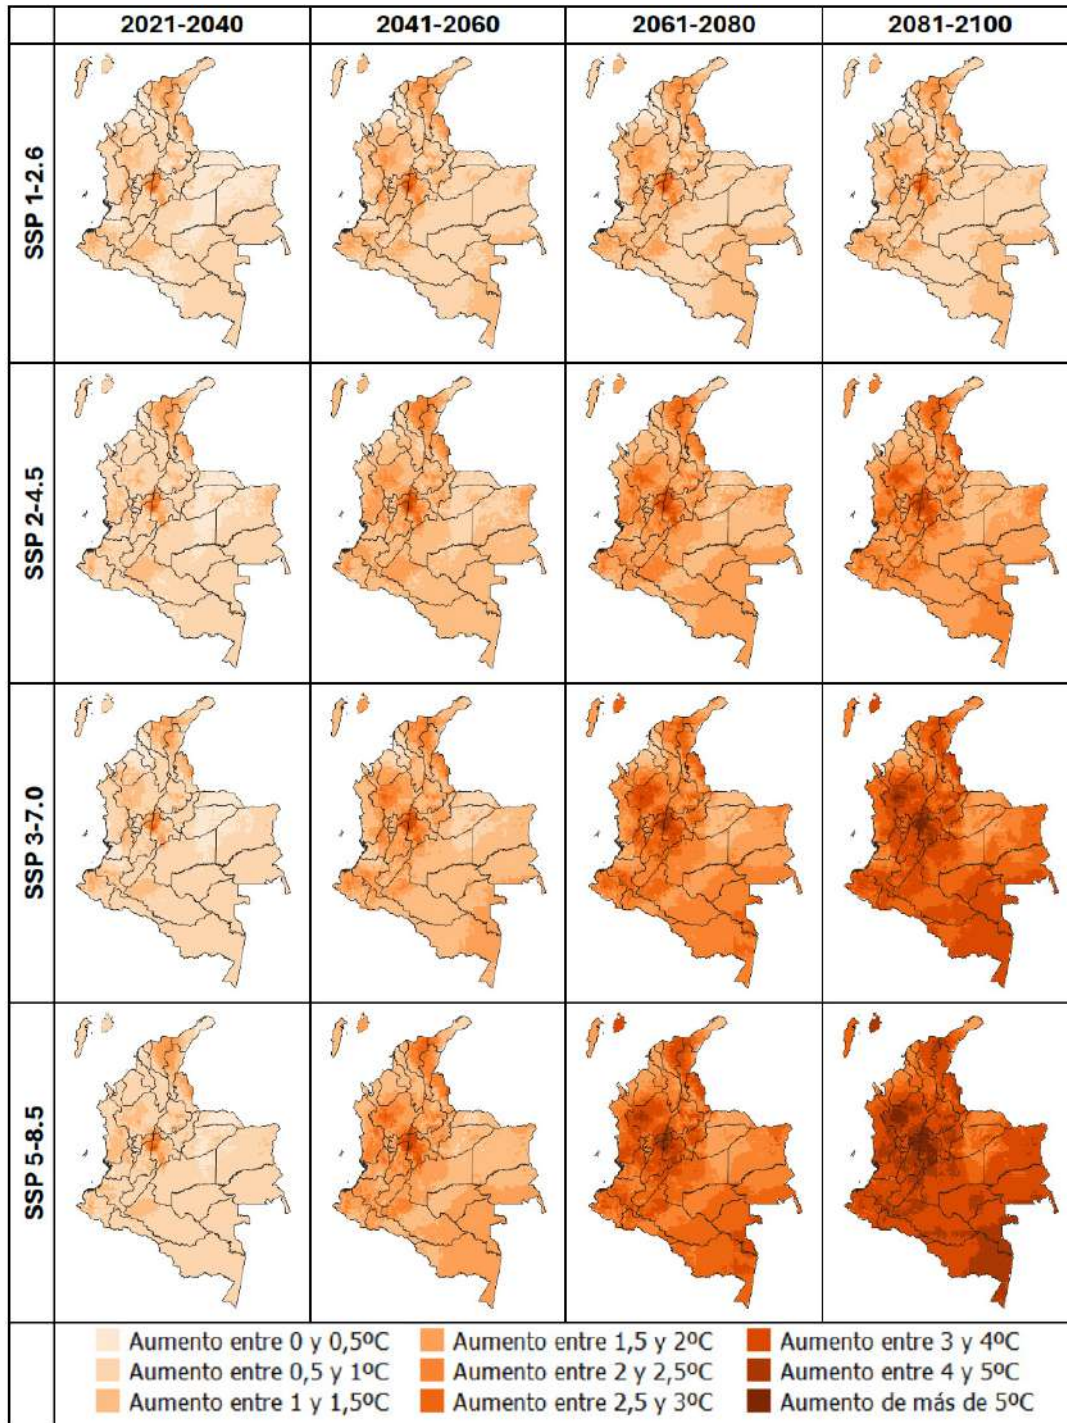 2021-2040 2041-2060 2061-2080 2081-2100
SSP 1-2.6
SSP 2-4.5
SSP 3-7.0
SSP 5-8.5
Aumento entre 0 y 0,5ºC Aumento entre 1,5 y 2ºC Aumento entre 3 y 4ºC
Aumento entre 0,5 y 1ºC Aumento entre 2 y 2,5ºC Aumento entre 4 y 5ºC
Aumento entre 1 y 1,5ºC Aumento entre 2,5 y 3ºC Aumento de más de 5ºC